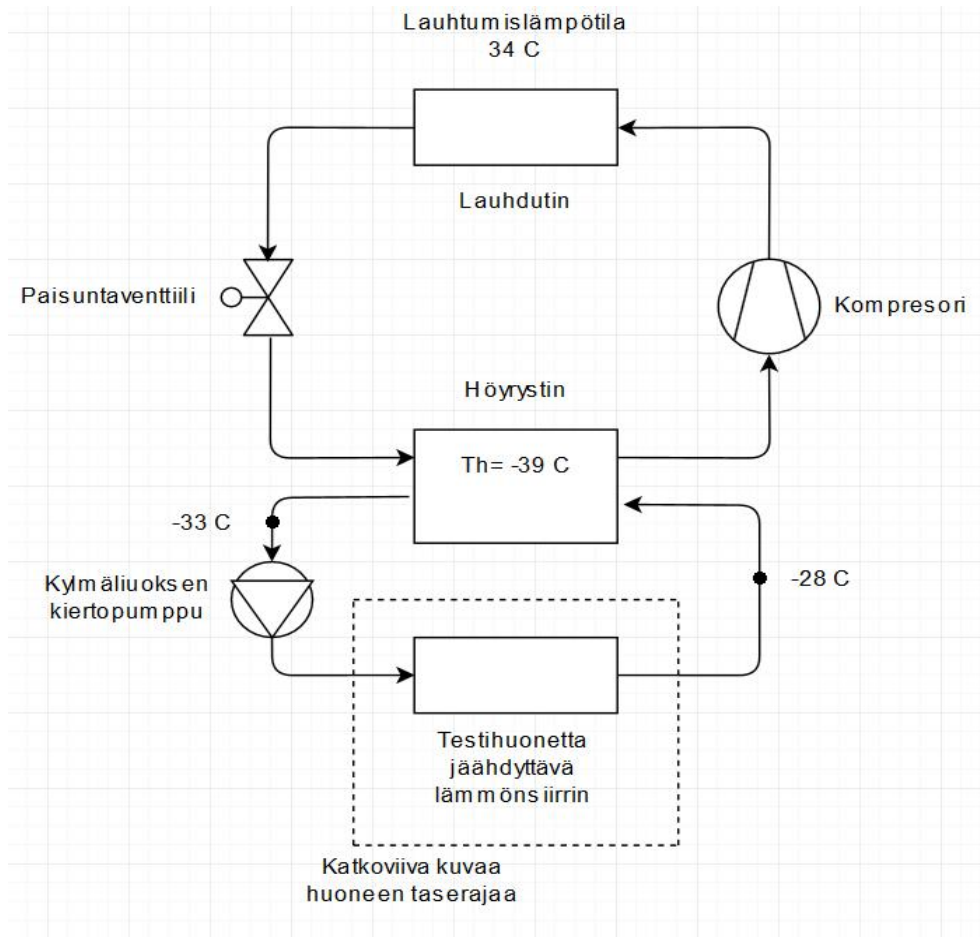 Lauhtumislämpötila
34 C
Lauhdutin
Paisuntaventtiili
Kompresori
Höyrystin
Th= -39 C
-33 C
-28 C
Kylmäliuoksen
kiertopumppu
Testihuonetta
jäähdyttävä
lämmönsiirrin
Katkoviiva kuvaa
huoneen taserajaa